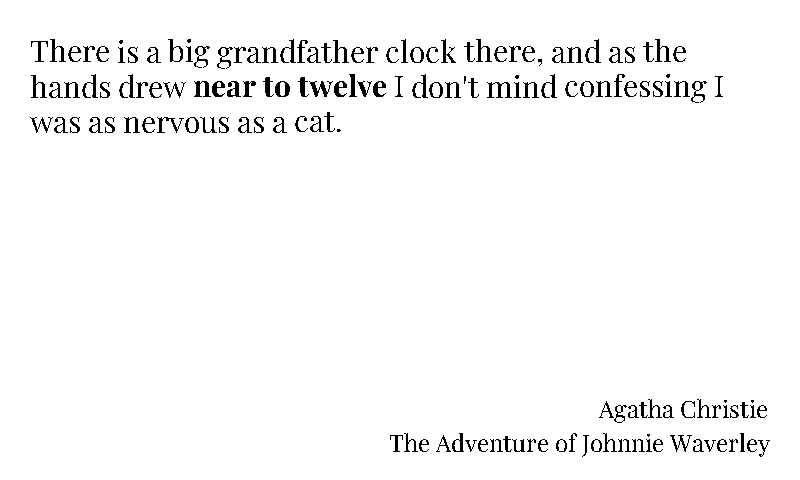 There is a big grandfather clock there, and as the
hands drew near to twelve I don't mind confessing I
was as nervous as a cat.
Agatha Christie
The Adventure of Johnnie Waverley